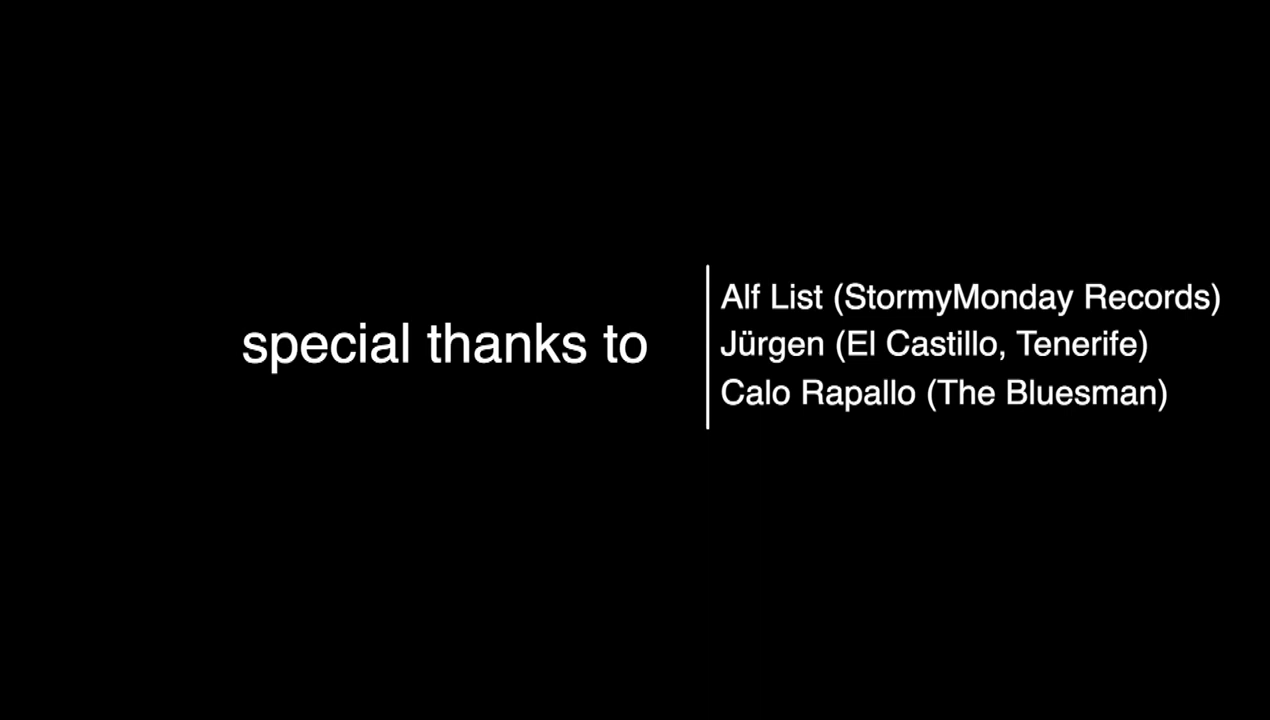 special thanks to
Alf List (StormyMonday Records)
Jürgen (El Castillo, Tenerife)
Calo Rapallo (The Bluesman)